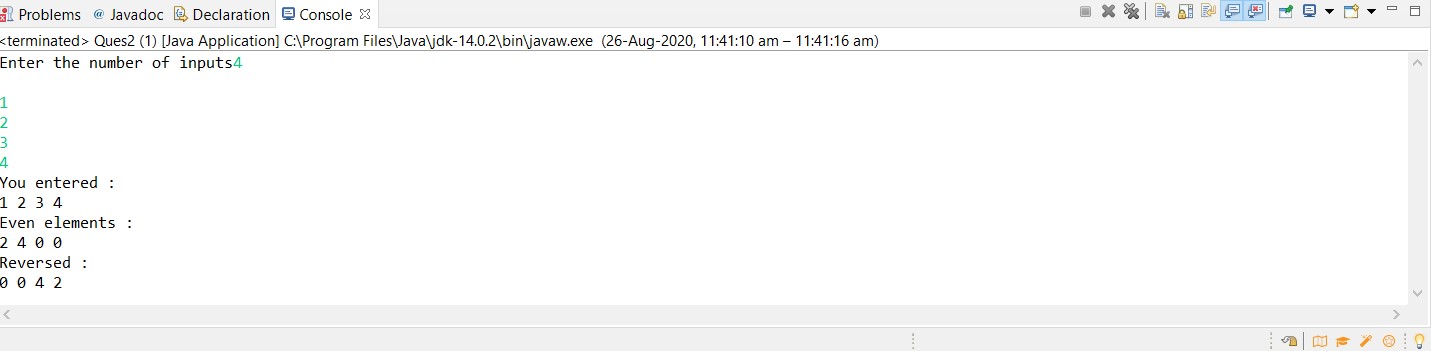 Problems @ Javadoc Declaration Console
<terminated> Ques2 (1) [Java Application] C:\Program Files\Java\jdk-14.0.2\bin\javaw.exe (26-Aug-2020, 11:41:10 am – 11:41:16 am)
Enter the number of inputs4
1
2
3
4
You entered :
1 2 3 4
Even elements :
2 4 0 0
Reversed :
0 0 4 2